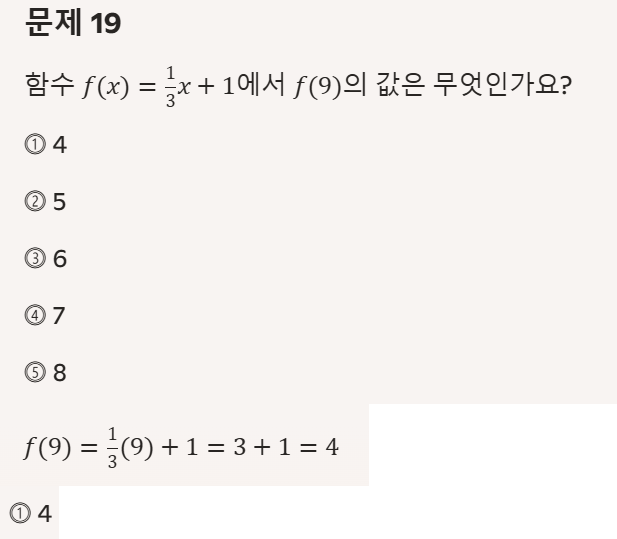 문제 19
함수 f(x) = 1/3 x + 1에서 f(9)의 값은 무엇인가요?
① 4
② 5
③ 6
④ 7
⑤ 8
f(9) = 1/3 (9) + 1 = 3 + 1 = 4
① 4